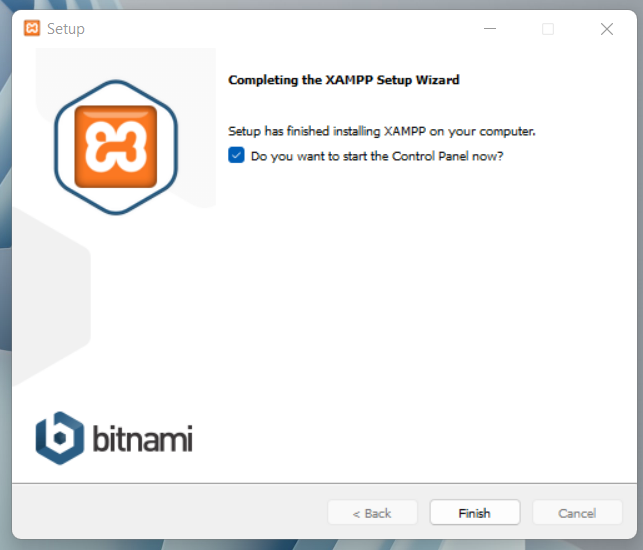 Setup
Completing the XAMPP Setup Wizard
Setup has finished installing XAMPP on your computer.
Do you want to start the Control Panel now?
bitnami
< Back
Finish
Cancel